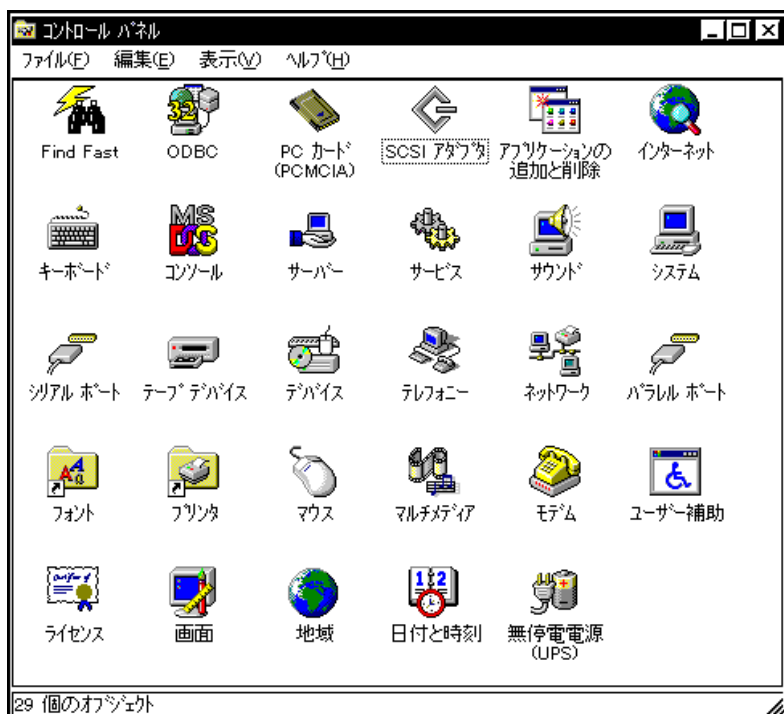 コントロール パネル
ファイル(F) 編集(E) 表示(V) ヘルプ(H)
Find Fast
ODBC
PC カード
(PCMCIA)
SCSI アダプタ
アプリケーションの
追加と削除
インターネット
キーボード
コンソール
サーバー
サービス
サウンド
システム
シリアル ポート
テープ デバイス
デバイス
テレフォニー
ネットワーク
パラレル ポート
フォント
プリンタ
マウス
マルチメディア
モデム
ユーザー補助
ライセンス
画面
地域
日付と時刻
無停電電源
(UPS)
29 個のオブジェクト